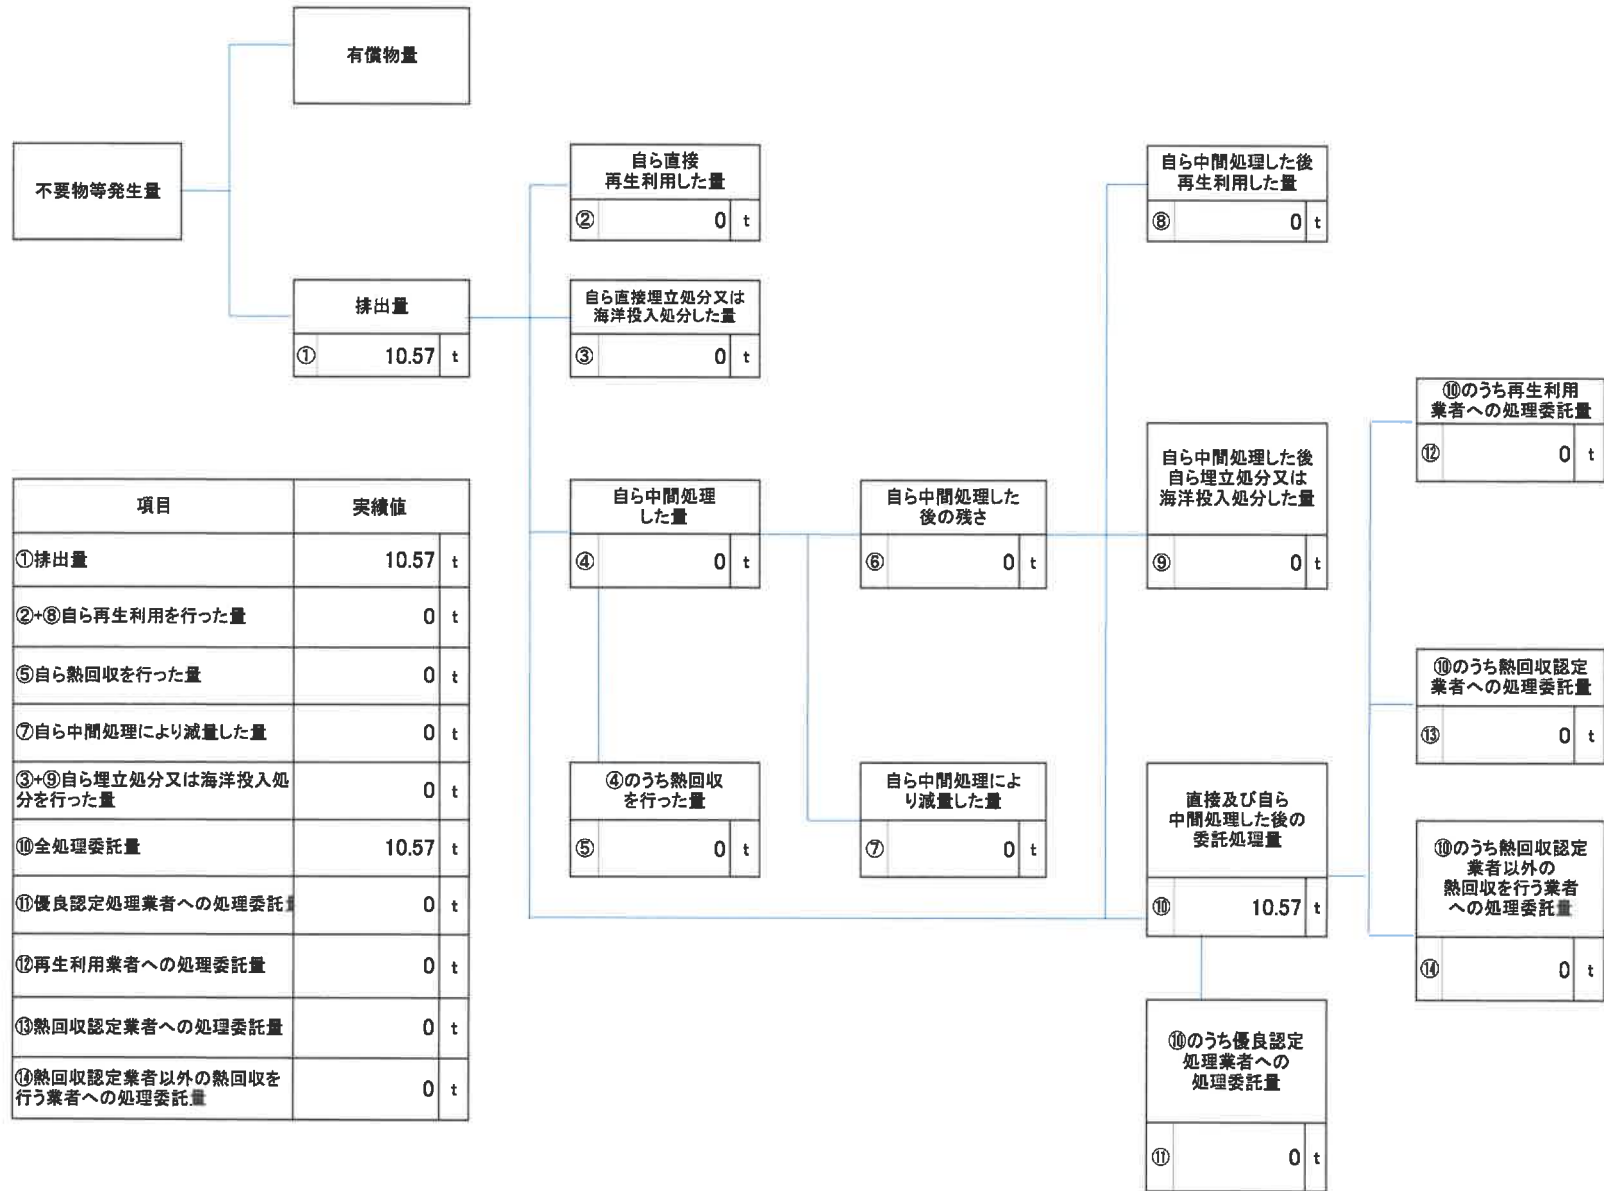 有償物量
不要物等発生量
排出量
① 10.57 t
自ら直接
再生利用した量
② 0 t
自ら直接埋立処分又は
海洋投入処分した量
③ 0 t
自ら中間処理
した量
④ 0 t
④のうち熱回収
を行った量
⑤ 0 t
自ら中間処理した
後の残さ
⑥ 0 t
自ら中間処理によ
り減量した量
⑦ 0 t
自ら中間処理した後
再生利用した量
⑧ 0 t
自ら中間処理した後
自ら埋立処分又は
海洋投入処分した量
⑨ 0 t
直接及び自ら
中間処理した後の
委託処理量
⑩ 10.57 t
⑩のうち優良認定
処理業者への
処理委託量
⑪ 0 t
⑩のうち再生利用
業者への処理委託量
⑫ 0 t
⑩のうち熱回収認定
業者への処理委託量
⑬ 0 t
⑩のうち熱回収認定
業者以外の
熱回収を行う業者
への処理委託量
⑭ 0 t
項目 実績値
①排出量 10.57 t
②+⑧自ら再生利用を行った量 0 t
⑤自ら熱回収を行った量 0 t
⑦自ら中間処理により減量した量 0 t
③+⑨自ら埋立処分又は海洋投入処
分を行った量 0 t
⑩全処理委託量 10.57 t
⑪優良認定処理業者への処理委託量 0 t
⑫再生利用業者への処理委託量 0 t
⑬熱回収認定業者への処理委託量 0 t
⑭熱回収認定業者以外の熱回収を
行う業者への処理委託量 0 t